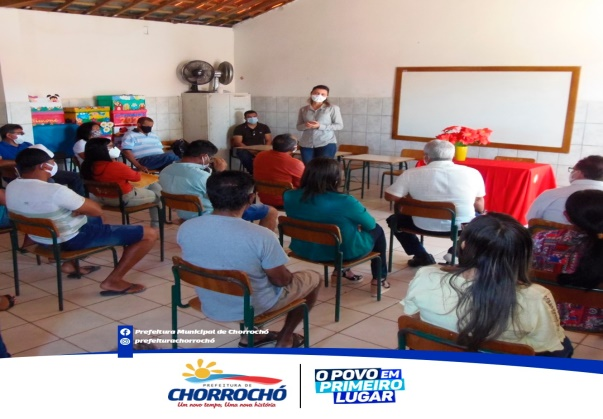 Prefeitura Municipal de Chorrochó
prefeiturachorrochó
PREFEITURA DE
CHORROCHÓ
Um novo tempo, Uma nova história
O POVO EM
PRIMEIRO
LUGAR